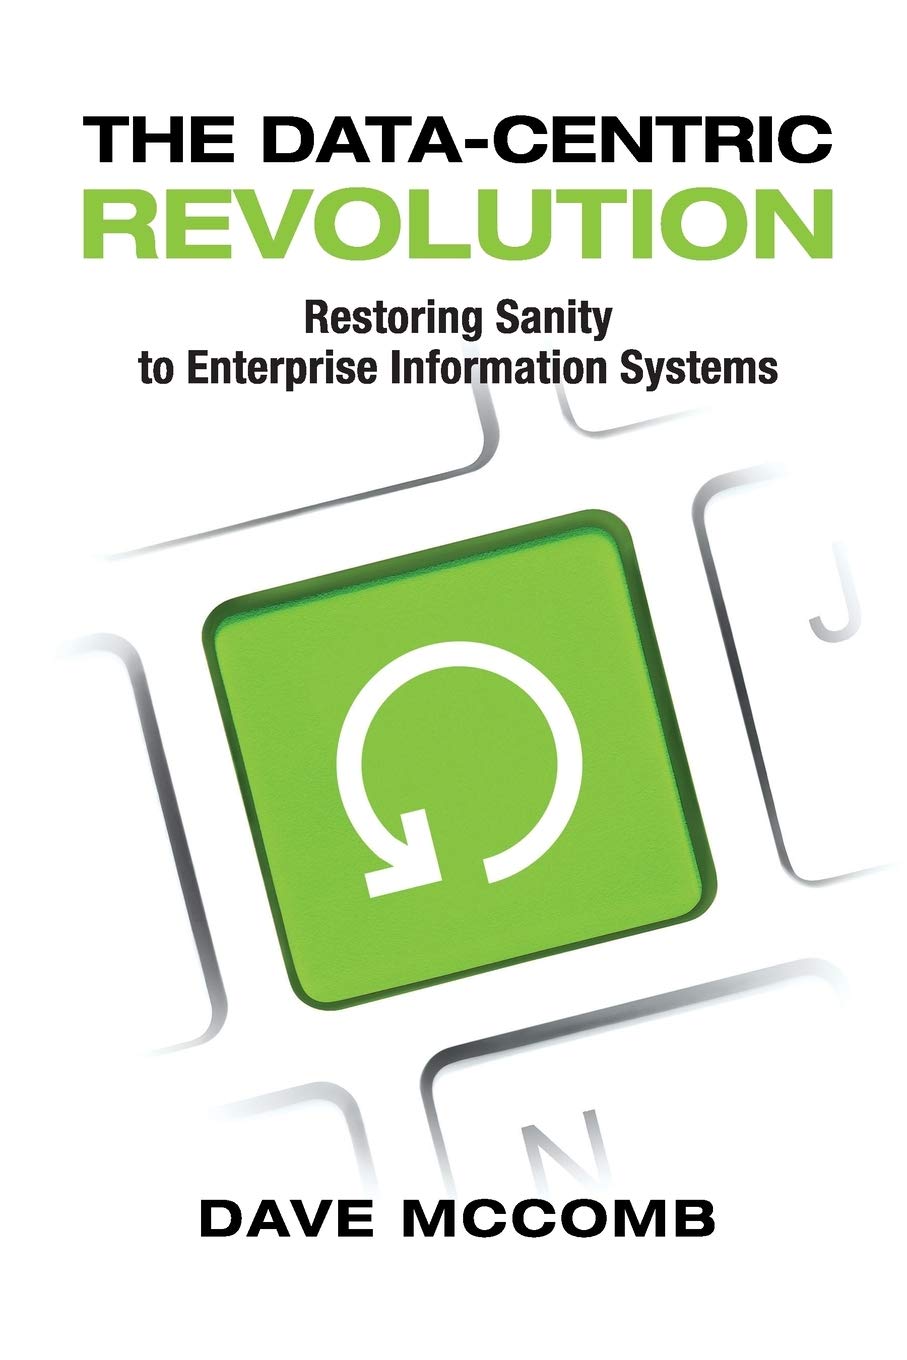 THE DATA-CENTRIC
REVOLUTION
Restoring Sanity
to Enterprise Information Systems
J
N
DAVE MCCOMB